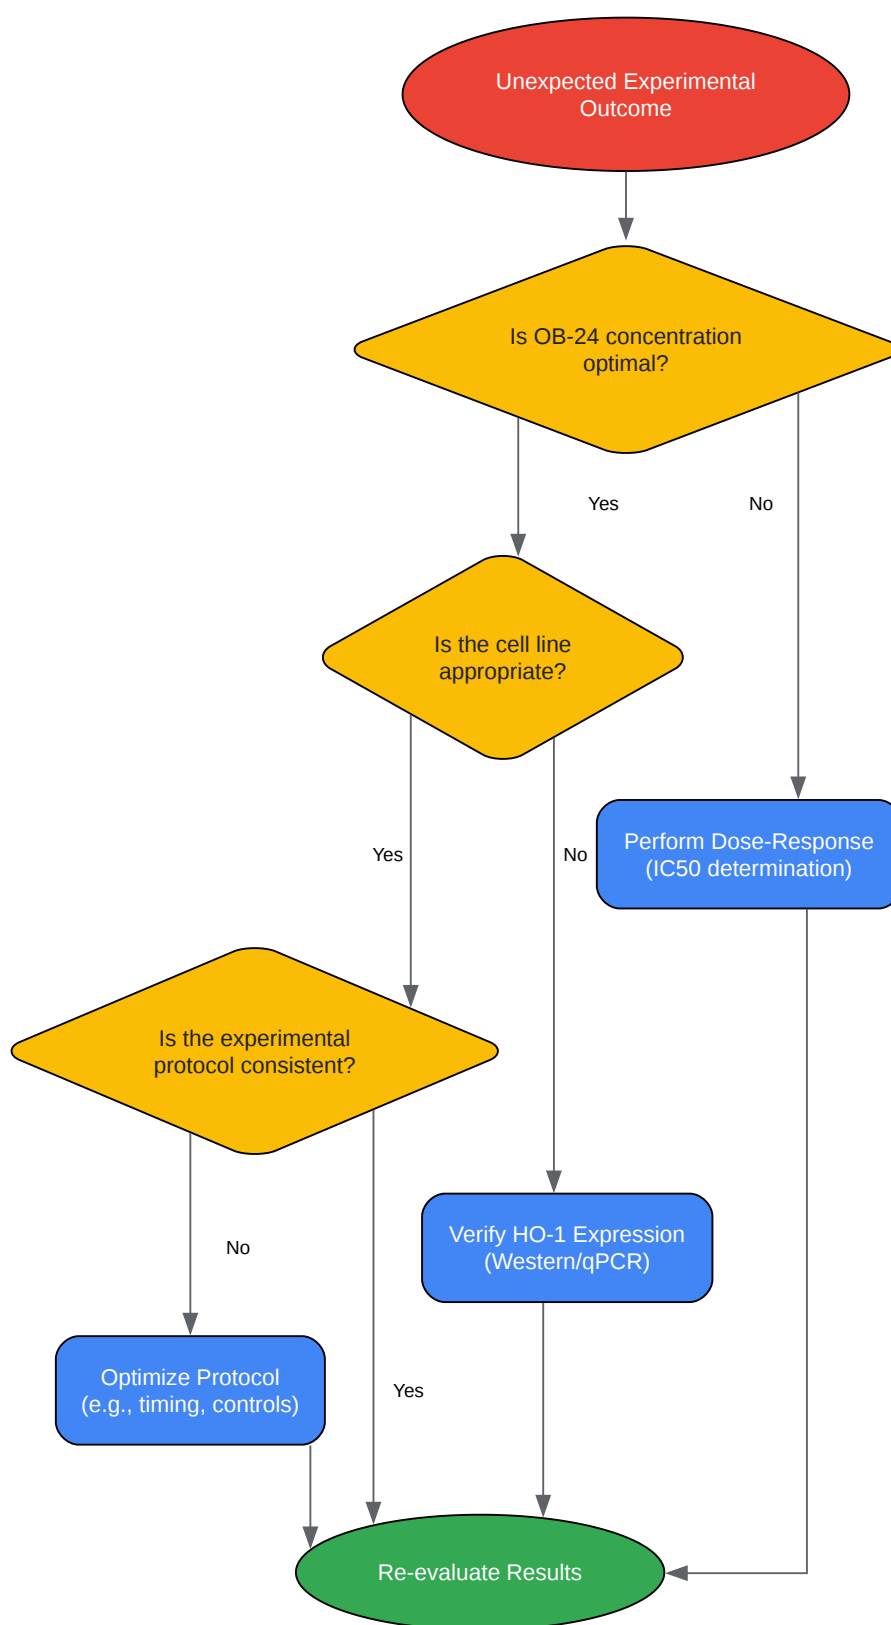 Unexpected Experimental
Outcome
Is OB-24 concentration
optimal?
Yes
No
Is the cell line
appropriate?
Yes
No
Perform Dose-Response
(IC50 determination)
Is the experimental
protocol consistent?
No
Yes
Verify HO-1 Expression
(Western/qPCR)
Optimize Protocol
(e.g., timing, controls)
Re-evaluate Results